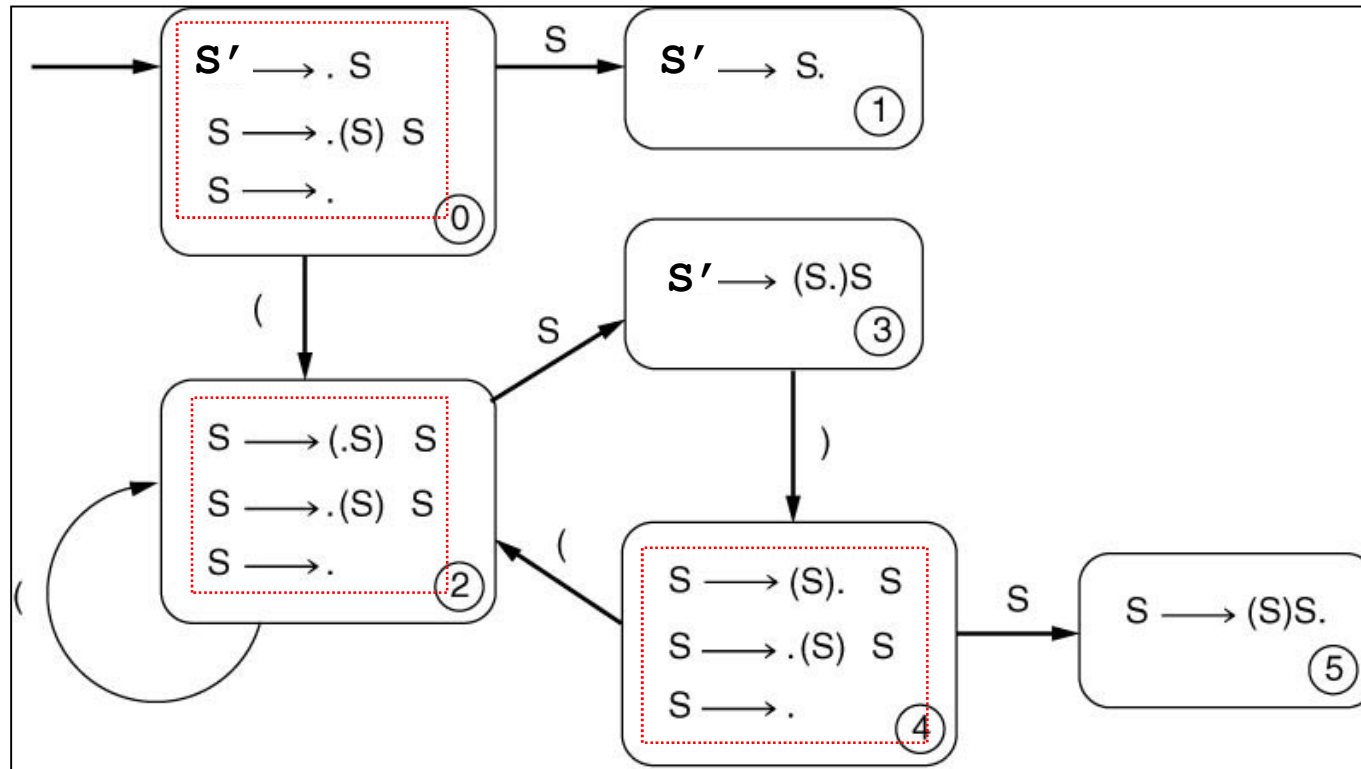 S' ⟶ . S
S ⟶ .(S) S
S ⟶ .
0
S
S' ⟶ S.
1
(
S
S' ⟶ (S.)S
3
S ⟶ (.S) S
S ⟶ .(S) S
S ⟶ .
2
(
)
(
S ⟶ (S). S
S ⟶ .(S) S
S ⟶ .
4
S
S ⟶ (S)S.
5